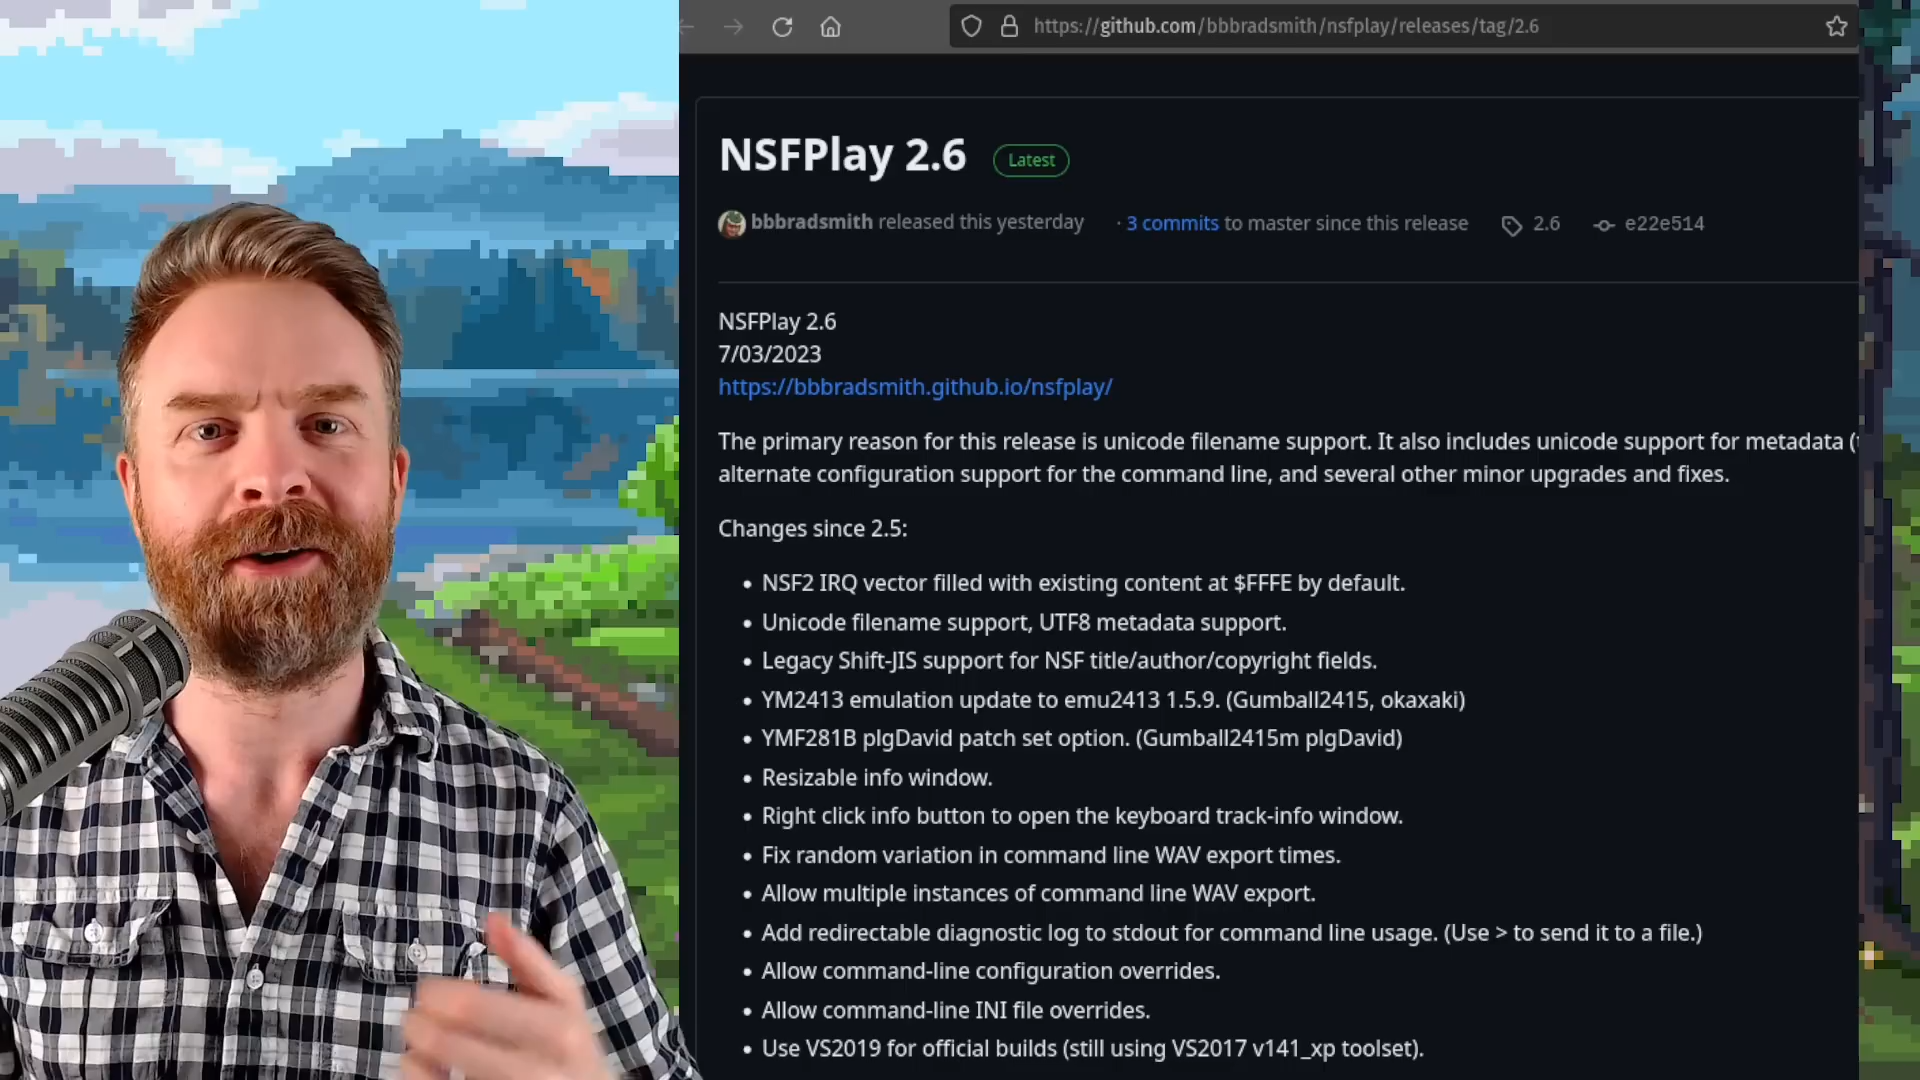 https://github.com/bbbradsmith/nsfplay/releases/tag/2.6
NSFPlay 2.6 Latest
bbbradsmith released this yesterday · 3 commits to master since this release 2.6 e22e514
NSFPlay 2.6
7/03/2023
https://bbbradsmith.github.io/nsfplay/
The primary reason for this release is unicode filename support. It also includes unicode support for metadata (
alternate configuration support for the command line, and several other minor upgrades and fixes.
Changes since 2.5:
• NSF2 IRQ vector filled with existing content at $FFFE by default.
• Unicode filename support, UTF8 metadata support.
• Legacy Shift-JIS support for NSF title/author/copyright fields.
• YM2413 emulation update to emu2413 1.5.9. (Gumball2415, okaxaki)
• YMF281B plgDavid patch set option. (Gumball2415m plgDavid)
• Resizable info window.
• Right click info button to open the keyboard track-info window.
• Fix random variation in command line WAV export times.
• Allow multiple instances of command line WAV export.
• Add redirectable diagnostic log to stdout for command line usage. (Use > to send it to a file.)
• Allow command-line configuration overrides.
• Allow command-line INI file overrides.
• Use VS2019 for official builds (still using VS2017 v141_xp toolset).